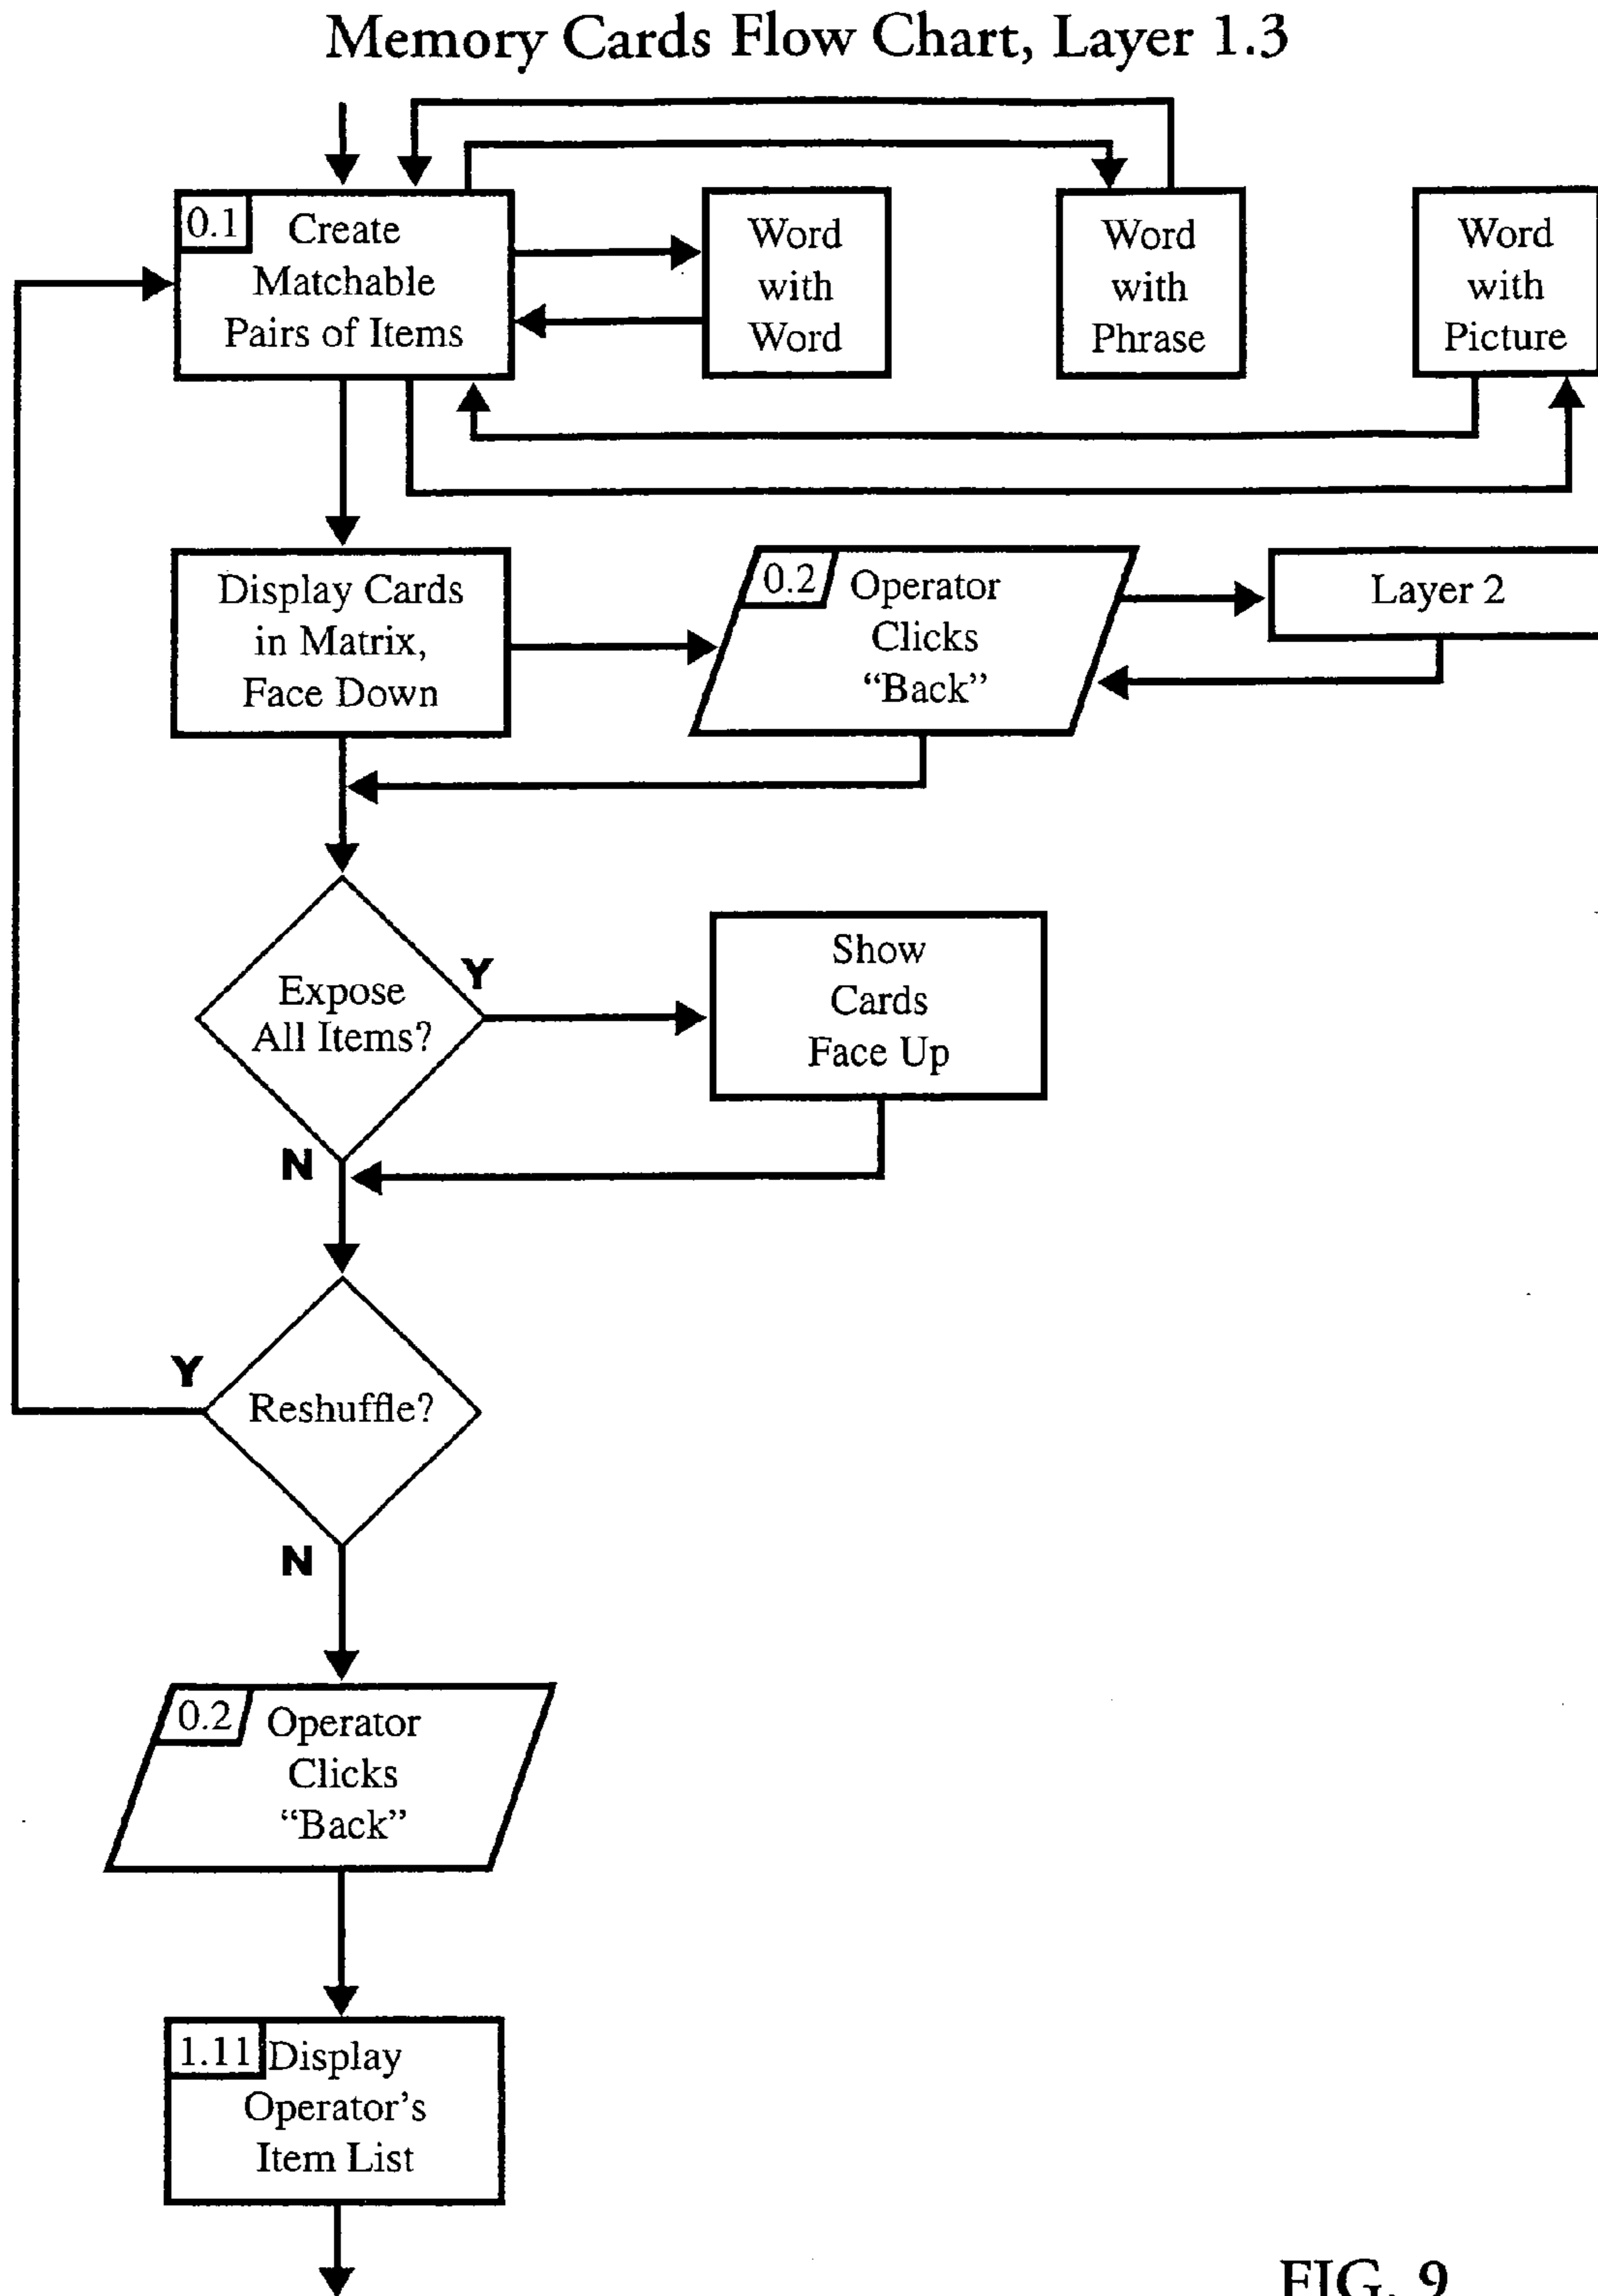 Memory Cards Flow Chart, Layer 1.3
0.1
Create
Matchable
Pairs of Items
Word
with
Word
Word
with
Phrase
Word
with
Picture
Display Cards
in Matrix,
Face Down
0.2
Operator
Clicks
“Back”
Layer 2
Expose
All Items?
Y
N
Show
Cards
Face Up
Reshuffle?
Y
N
0.2
Operator
Clicks
“Back”
1.11
Display
Operator’s
Item List
FIG. 9